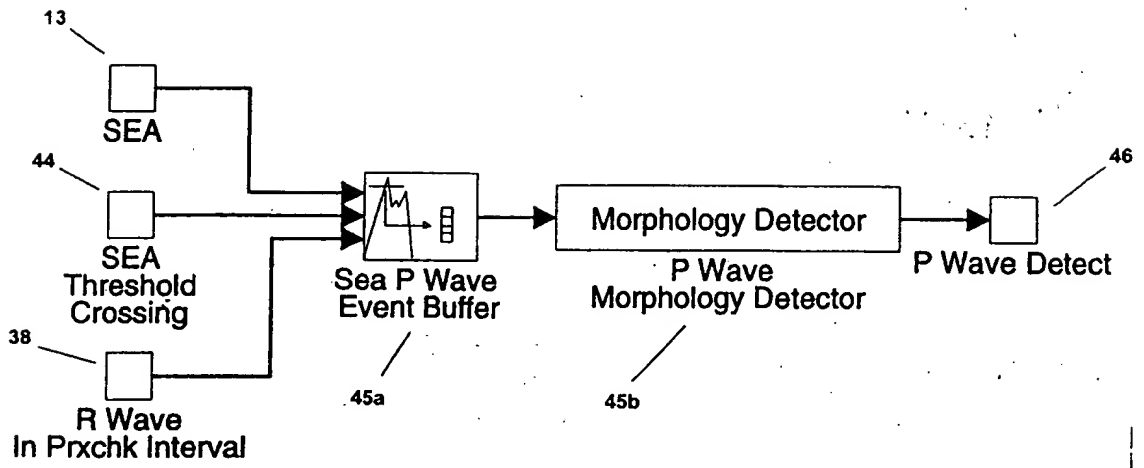 13
SEA
44
SEA
Threshold
Crossing
38
R Wave
In Prxchk Interval
Sea P Wave
Event Buffer
45a
Morphology Detector
P Wave
Morphology Detector
45b
46
P Wave Detect